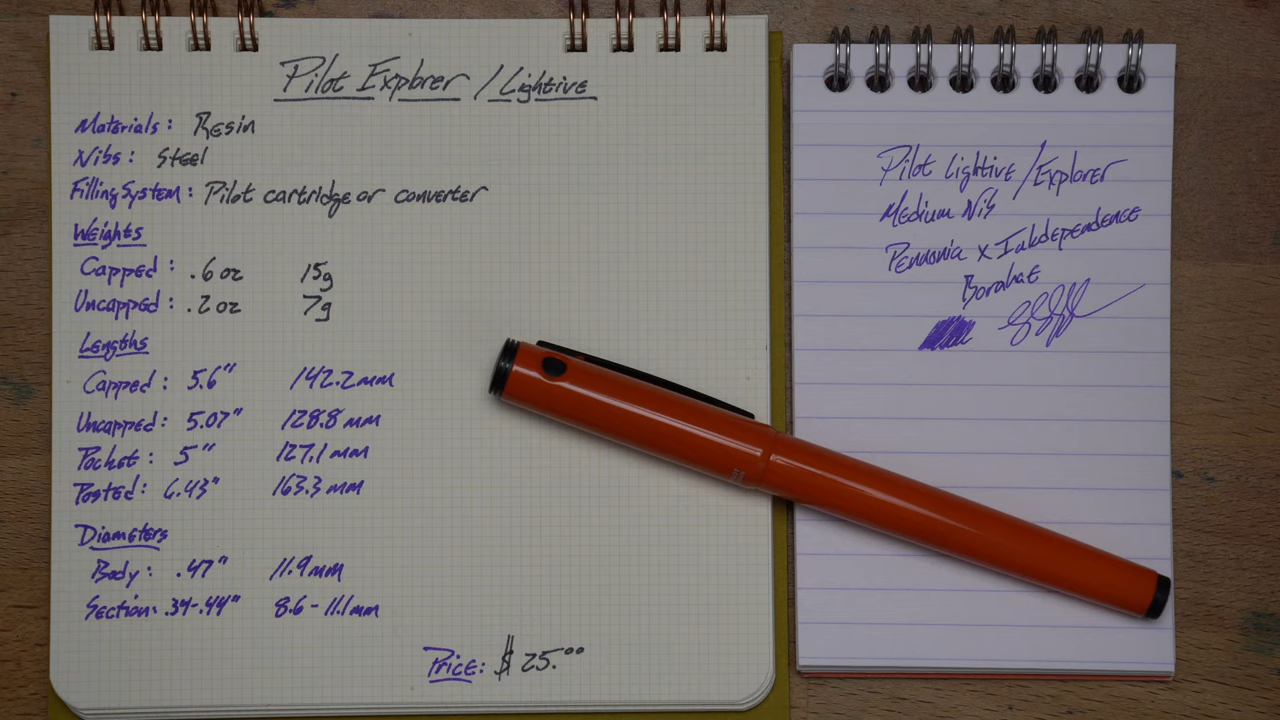 Pilot Explorer / Lightive
Materials: Resin
Nibs: Steel
Filling System: Pilot cartridge or converter
Weights
Capped: .6 oz 15g
Uncapped: .2 oz 7g
Lengths
Capped: 5.6" 142.2mm
Uncapped: 5.07" 128.8 mm
Pocket: 5" 127.1 mm
Posted: 6.43" 163.3 mm
Diameters
Body: .47" 11.9mm
Section: .34-.44" 8.6 - 11.1mm
Price: $ 25.00
Pilot Lightive / Explorer
Medium Nib
Pennonia x Inkdependence
Borahae